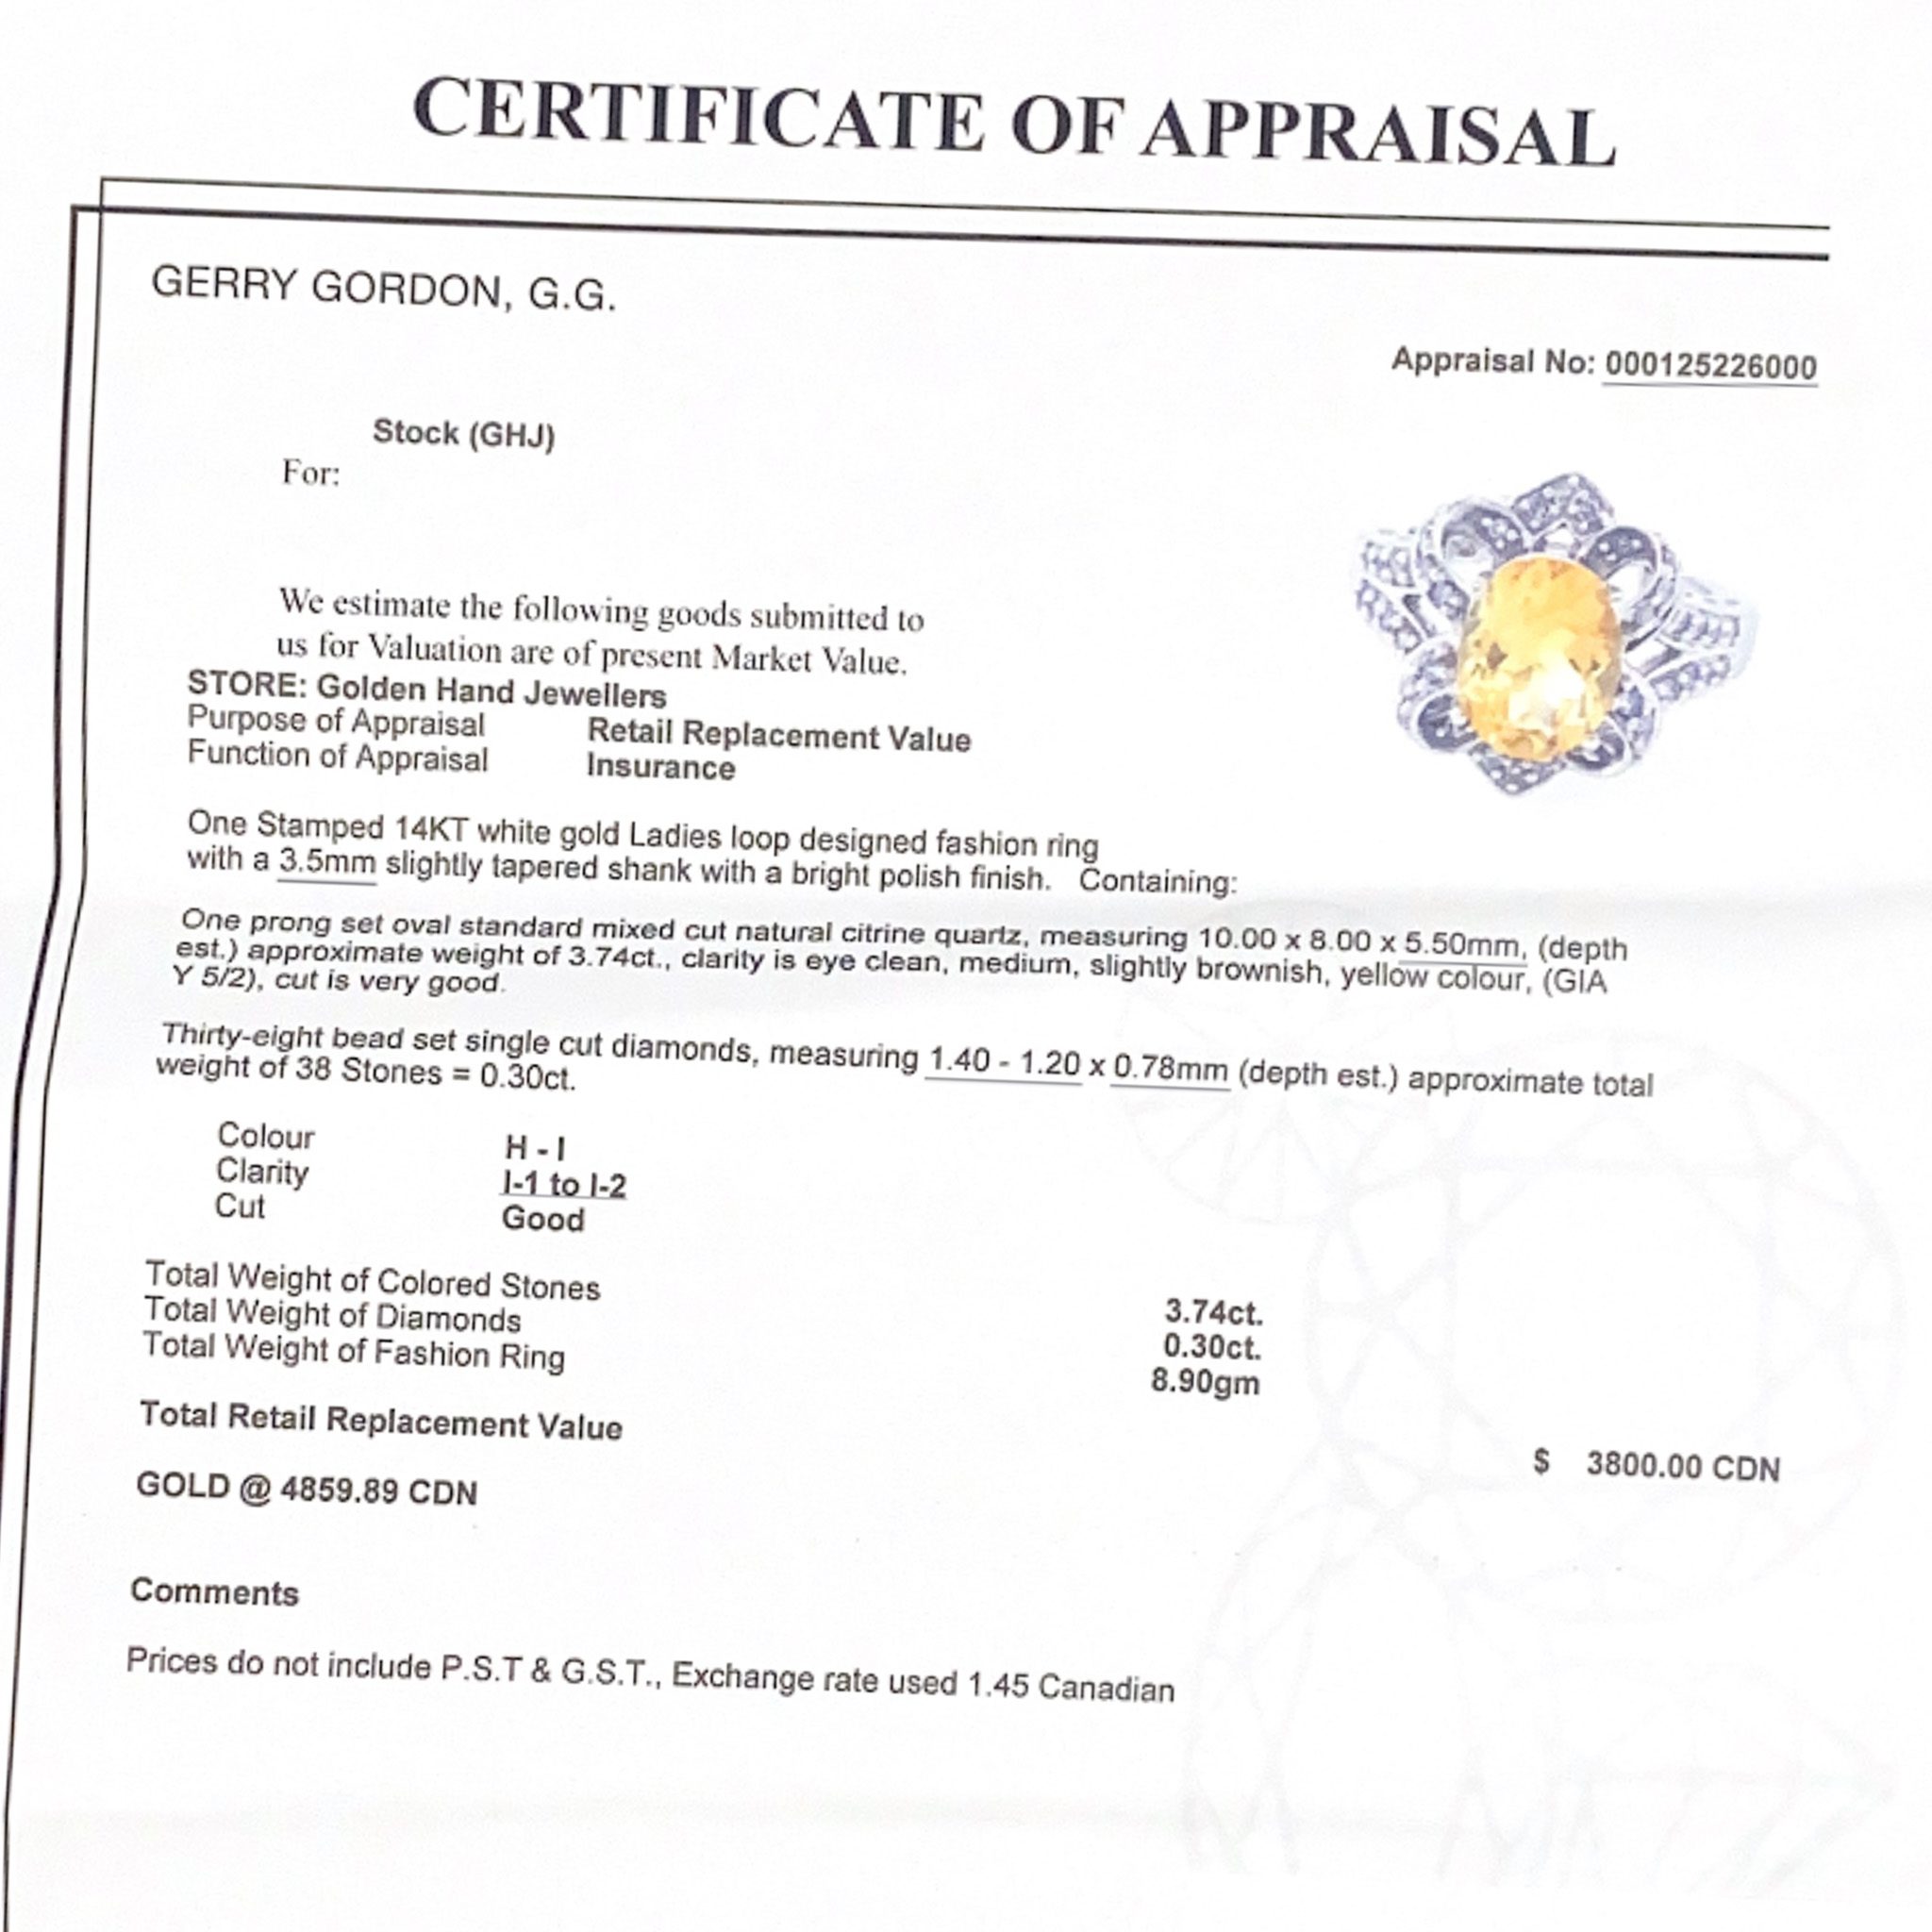 CERTIFICATE OF APPRAISAL
GERRY GORDON, G.G.
Appraisal No: 000125226000
Stock (GHJ)
For:
We estimate the following goods submitted to
us for Valuation are of present Market Value.
STORE: Golden Hand Jewellers
Purpose of Appraisal Retail Replacement Value
Function of Appraisal Insurance
One Stamped 14KT white gold Ladies loop designed fashion ring
with a 3.5mm slightly tapered shank with a bright polish finish. Containing:
One prong set oval standard mixed cut natural citrine quartz, measuring 10.00 x 8.00 x 5.50mm, (depth
est.) approximate weight of 3.74ct., clarity is eye clean, medium, slightly brownish, yellow colour, (GIA
Y 5/2), cut is very good.
Thirty-eight bead set single cut diamonds, measuring 1.40 - 1.20 x 0.78mm (depth est.) approximate total
weight of 38 Stones = 0.30ct.
Colour H - I
Clarity I-1 to I-2
Cut Good
Total Weight of Colored Stones 3.74ct.
Total Weight of Diamonds 0.30ct.
Total Weight of Fashion Ring 8.90gm
Total Retail Replacement Value $ 3800.00 CDN
GOLD @ 4859.89 CDN
Comments
Prices do not include P.S.T & G.S.T., Exchange rate used 1.45 Canadian